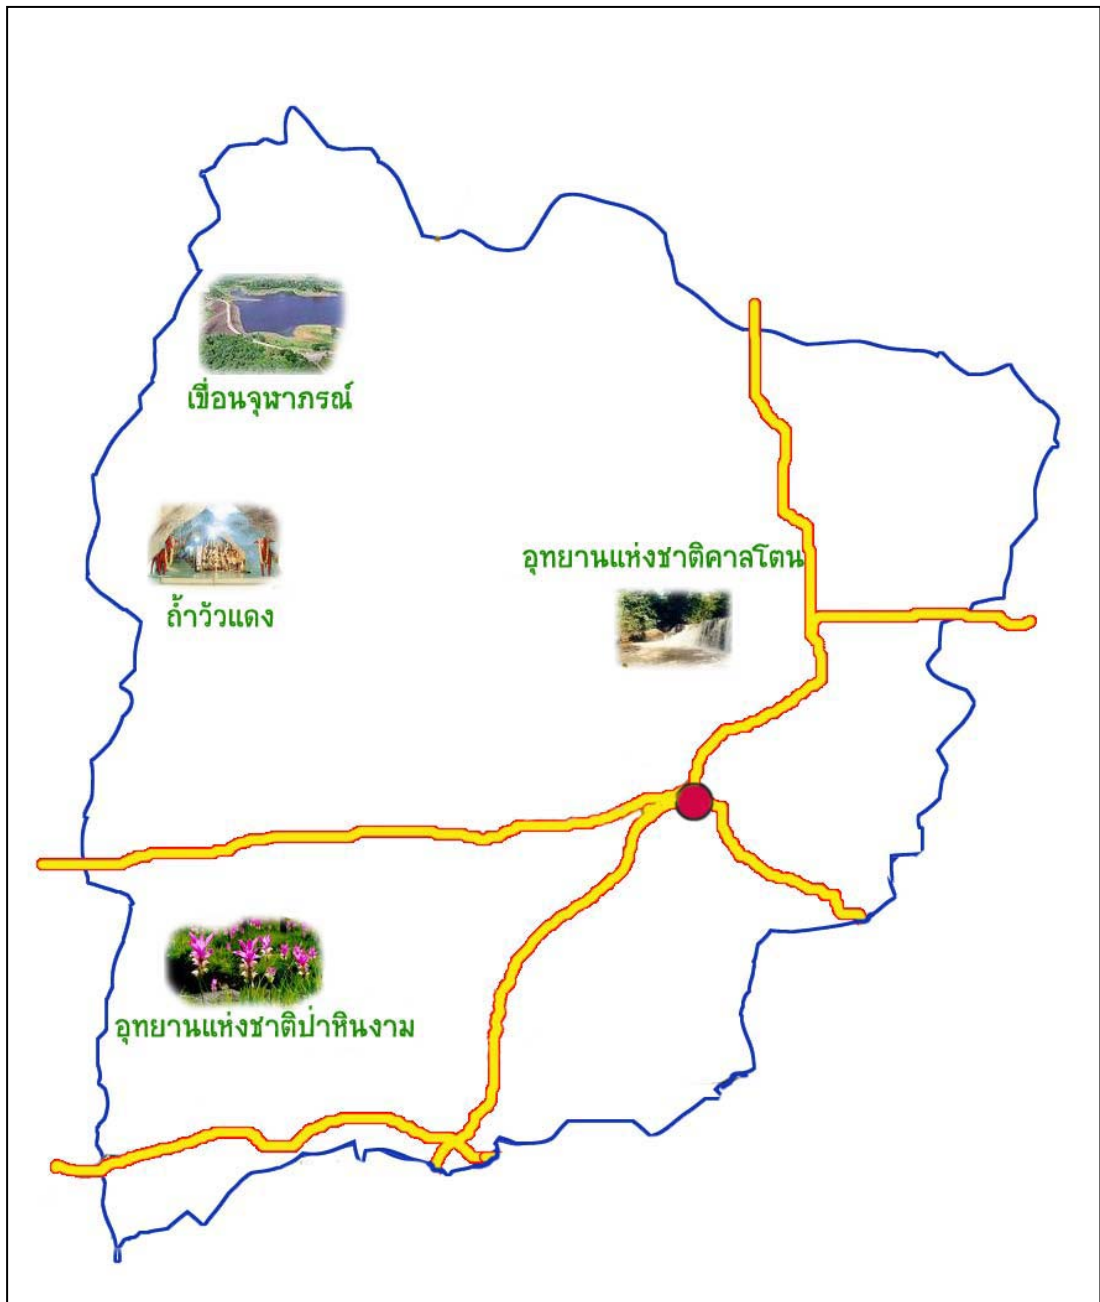 เขื่อนจุฬาภรณ์
ถ้ำวัวแดง
อุทยานแห่งชาติตาลโตน
อุทยานแห่งชาติป่าหินงาม